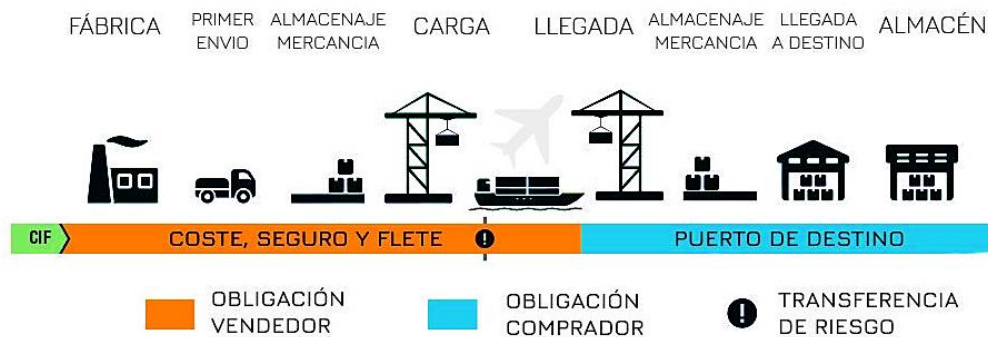 FÁBRICA
PRIMER
ENVIO
ALMACENAJE
MERCANCIA
CARGA
LLEGADA
ALMACENAJE
MERCANCIA
LLEGADA
A DESTINO
ALMACÉN
CIF
COSTE, SEGURO Y FLETE
!
PUERTO DE DESTINO
OBLIGACIÓN
VENDEDOR
OBLIGACIÓN
COMPRADOR
!
TRANSFERENCIA
DE RIESGO